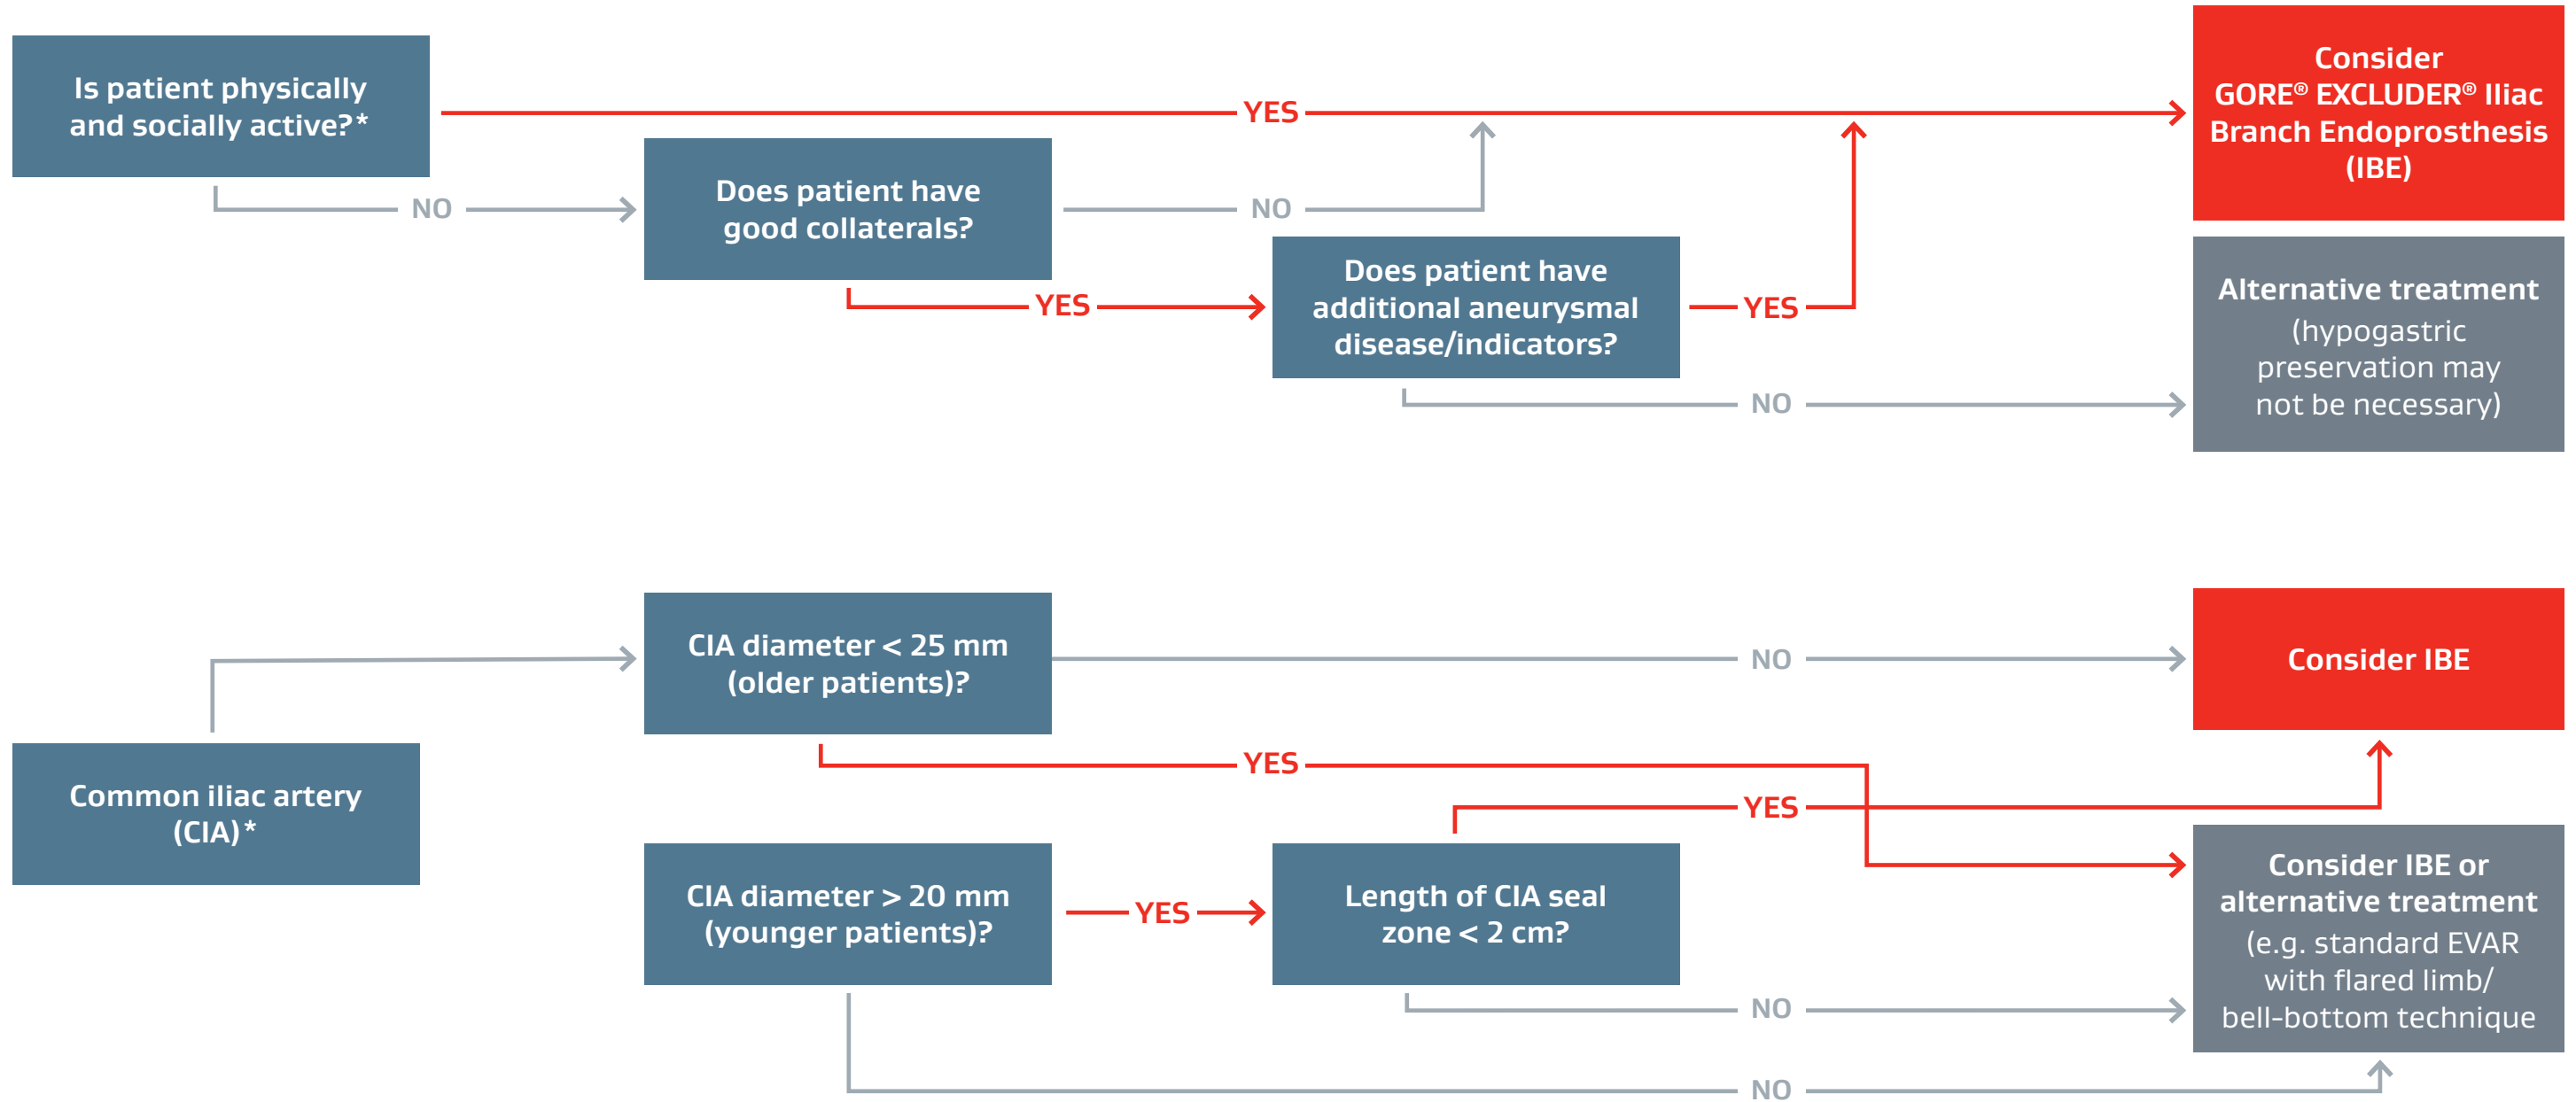 Is patient physically
and socially active?*
YES
NO
Does patient have
good collaterals?
NO
YES
Does patient have
additional aneurysmal
disease/indicators?
YES
NO
Consider
GORE® EXCLUDER® Iliac
Branch Endoprosthesis
(IBE)
Alternative treatment
(hypogastric
preservation may
not be necessary)
Common iliac artery
(CIA)*
CIA diameter < 25 mm
(older patients)?
NO
YES
CIA diameter > 20 mm
(younger patients)?
YES
NO
Length of CIA seal
zone < 2 cm?
YES
NO
Consider IBE
Consider IBE or
alternative treatment
(e.g. standard EVAR
with flared limb/
bell-bottom technique